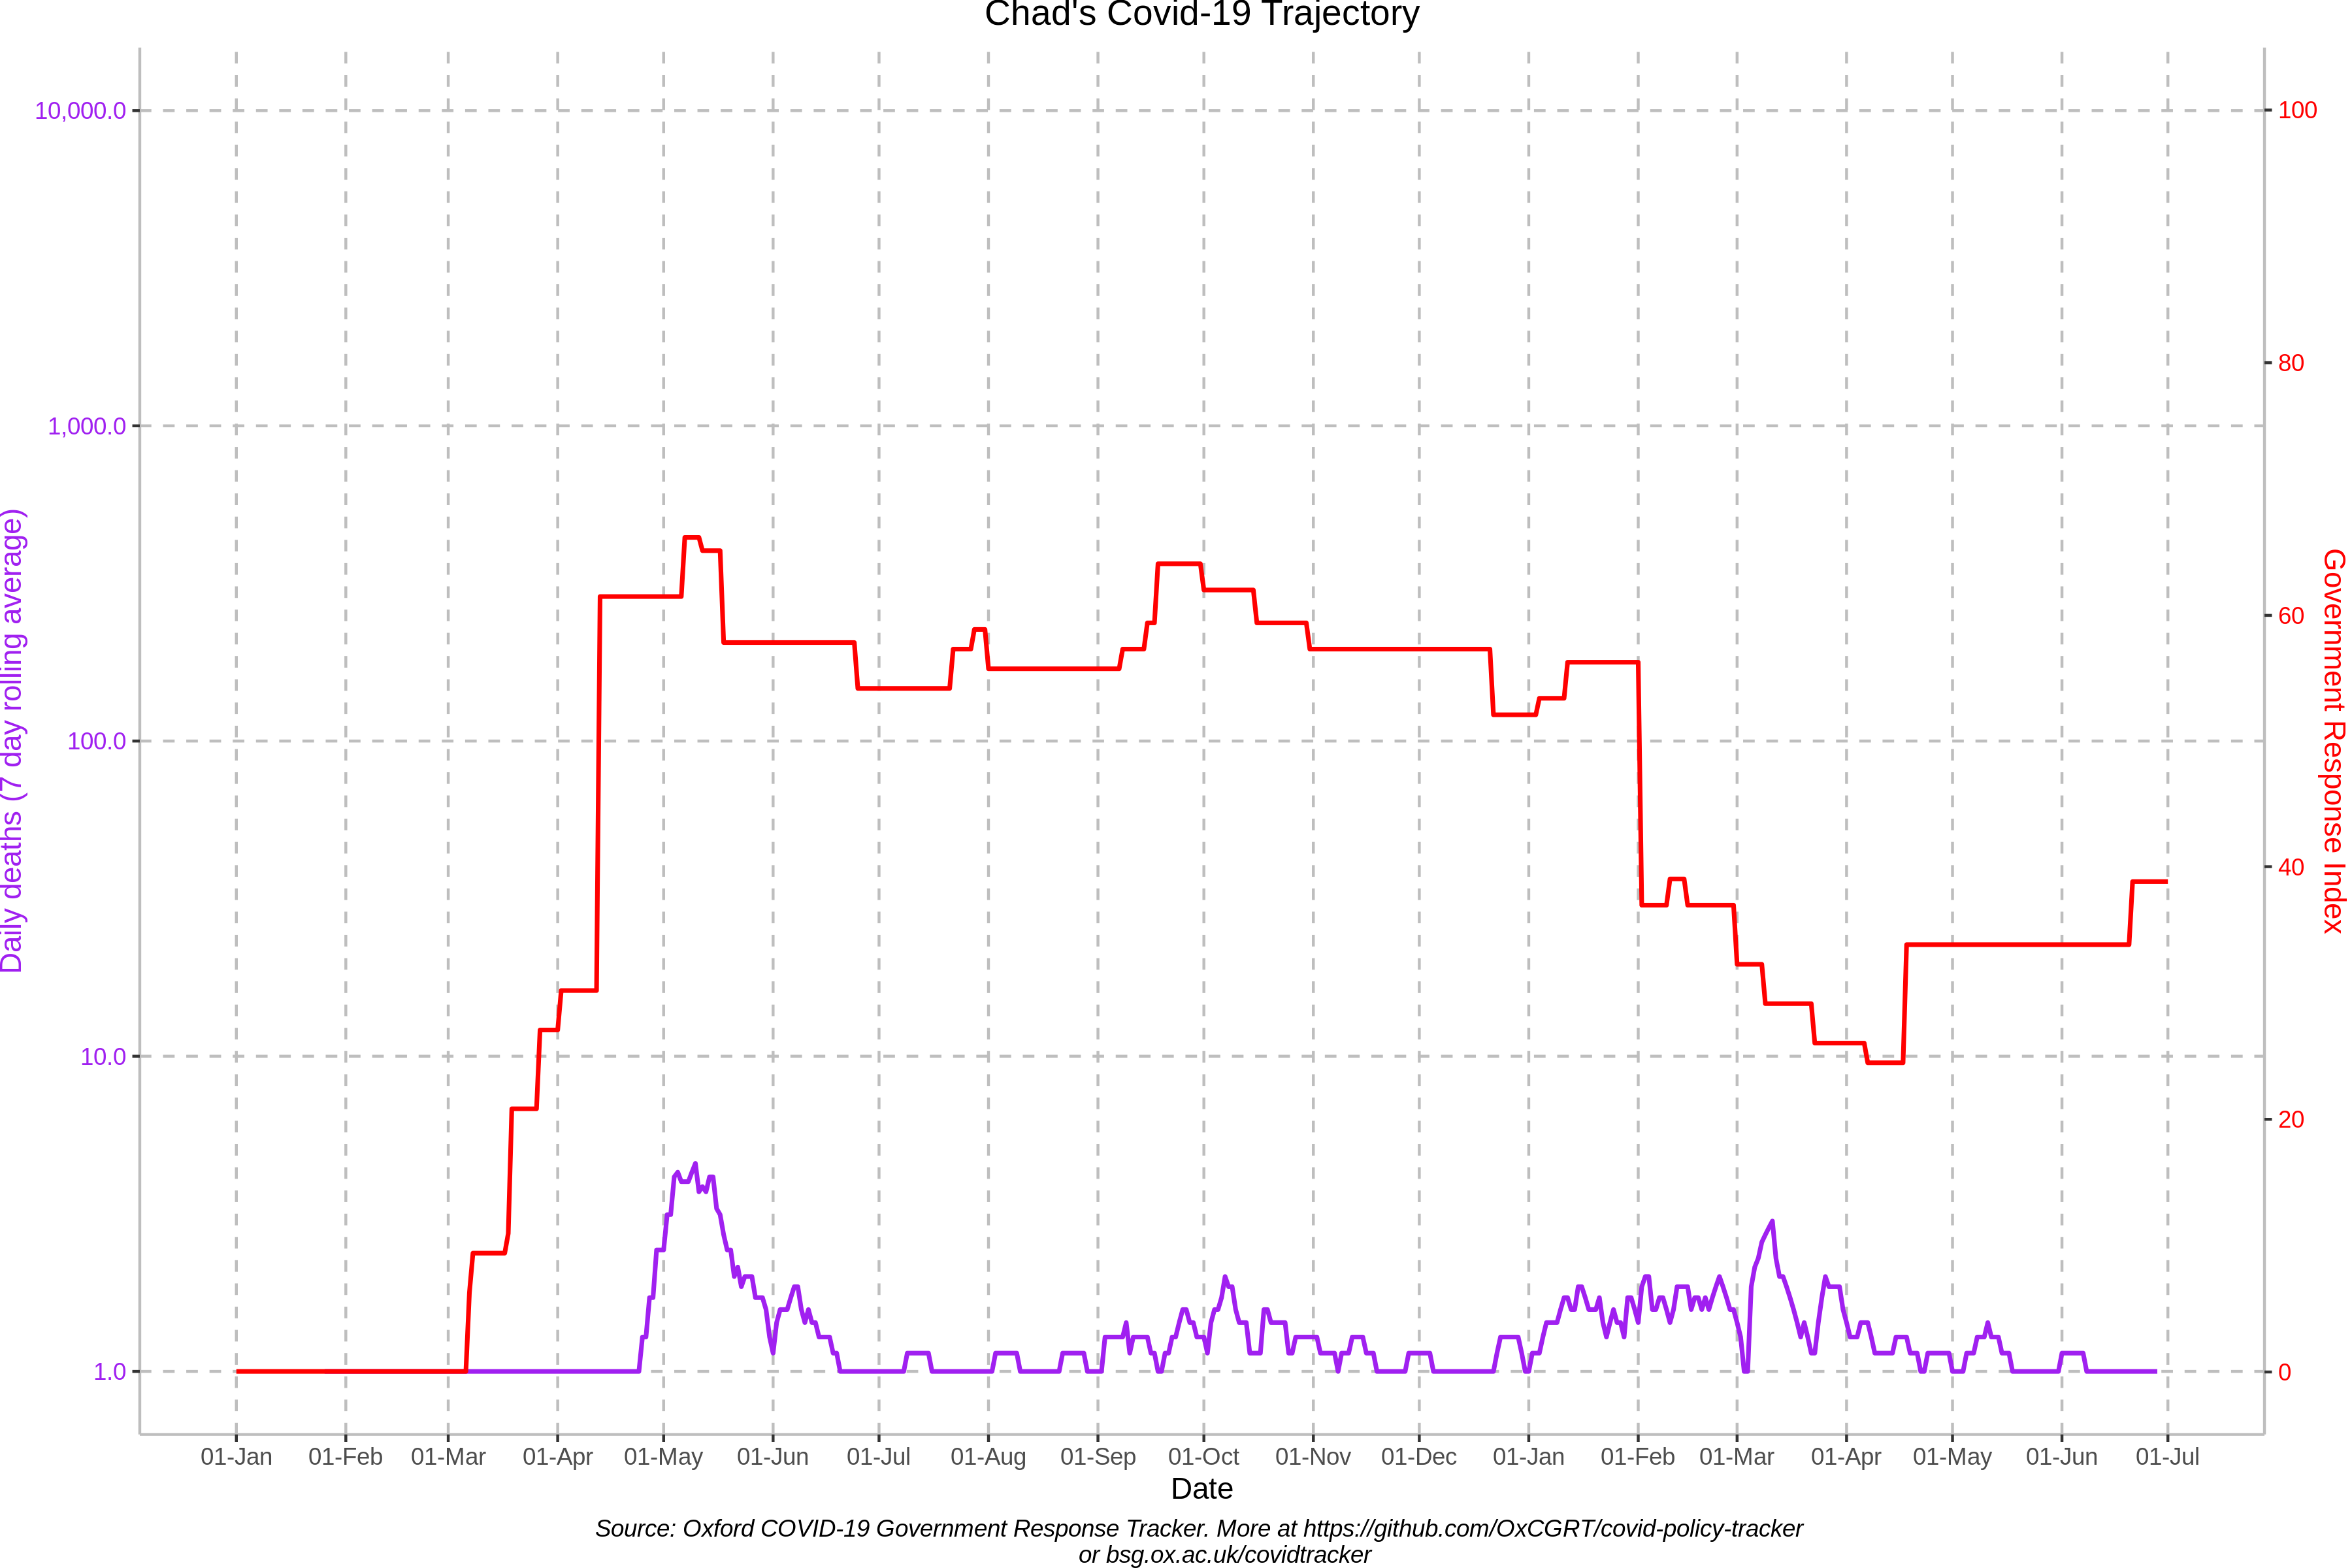 Chad's Covid-19 Trajectory
10,000.0
1,000.0
100.0
10.0
1.0
Daily deaths (7 day rolling average)
100
80
60
40
20
0
Government Response Index
01-Jan 01-Feb 01-Mar 01-Apr 01-May 01-Jun 01-Jul 01-Aug 01-Sep 01-Oct 01-Nov 01-Dec 01-Jan 01-Feb 01-Mar 01-Apr 01-May 01-Jun 01-Jul
Date
Source: Oxford COVID-19 Government Response Tracker. More at https://github.com/OxCGRT/covid-policy-tracker
or bsg.ox.ac.uk/covidtracker